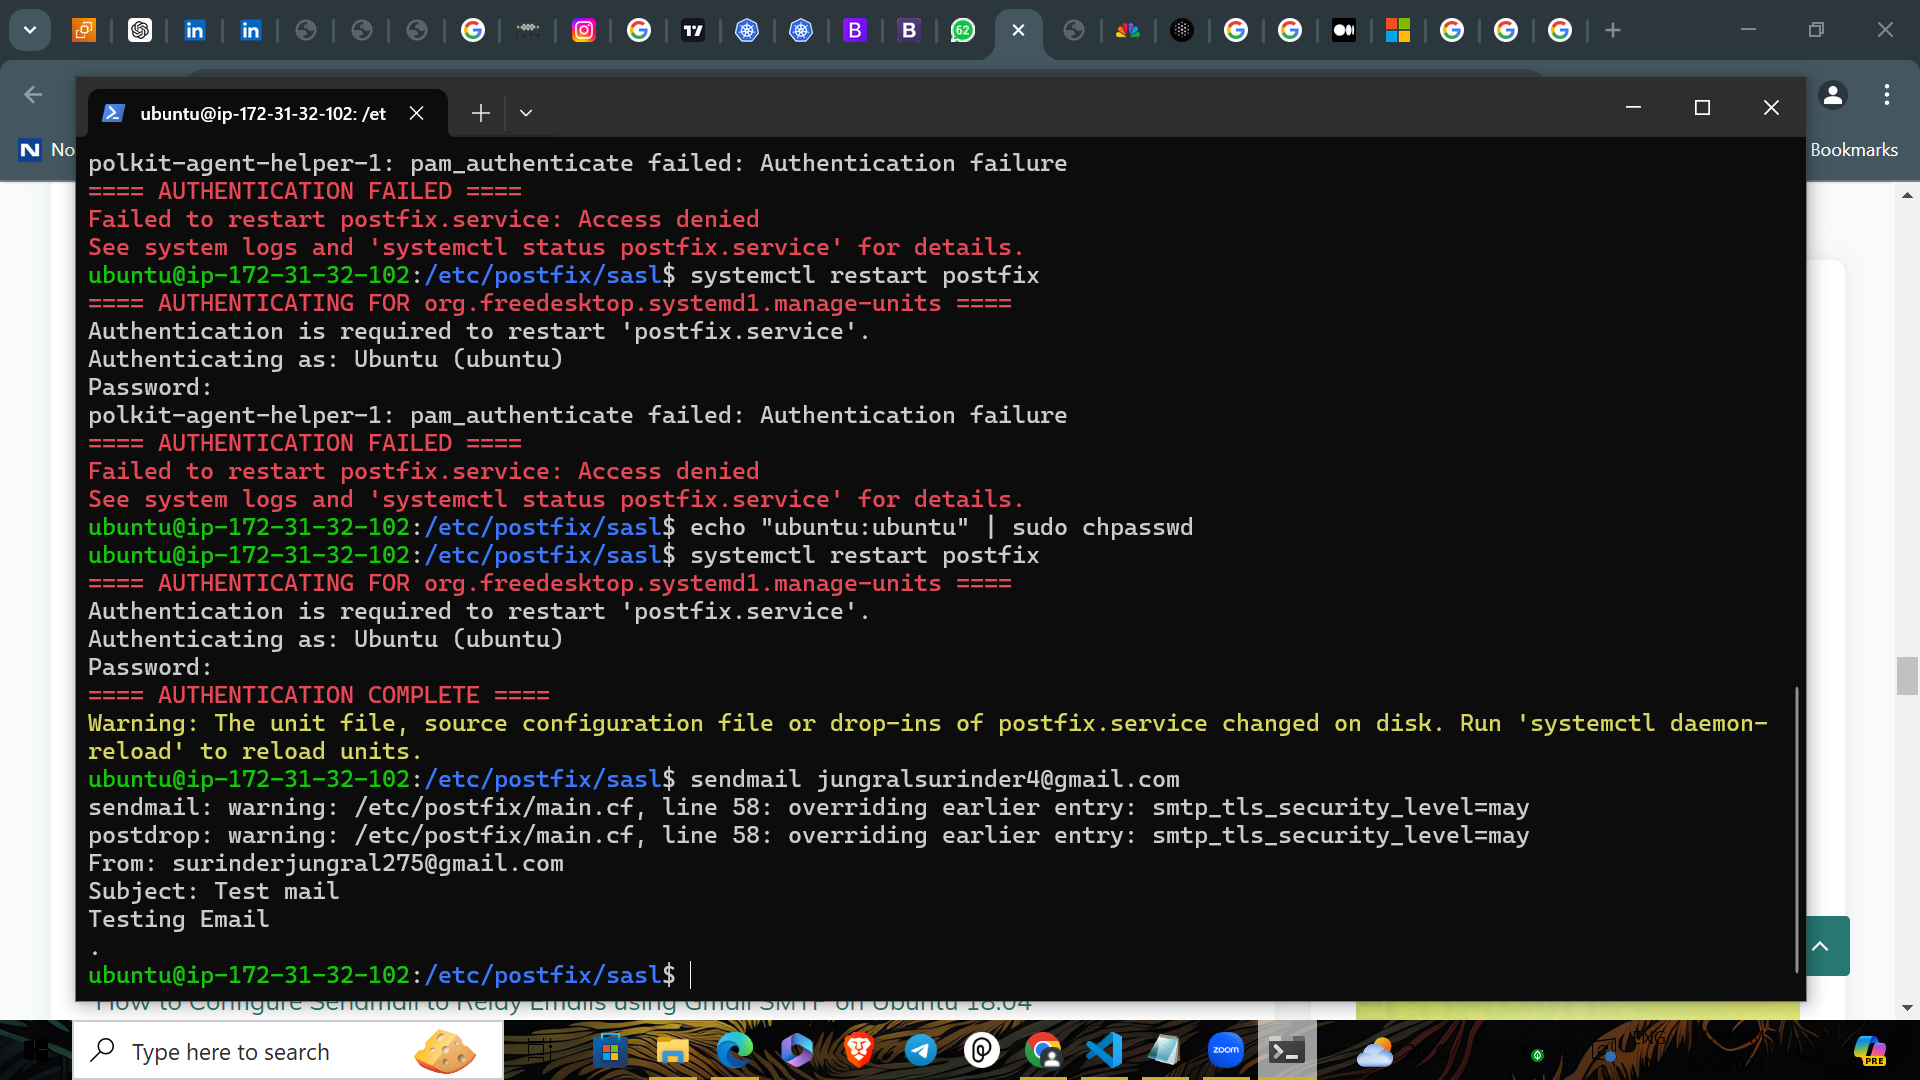 62
ubuntu@ip-172-31-32-102: /et
No
Bookmarks
polkit-agent-helper-1: pam_authenticate failed: Authentication failure
==== AUTHENTICATION FAILED ====
Failed to restart postfix.service: Access denied
See system logs and 'systemctl status postfix.service' for details.
ubuntu@ip-172-31-32-102:/etc/postfix/sasl$ systemctl restart postfix
==== AUTHENTICATING FOR org.freedesktop.systemd1.manage-units ====
Authentication is required to restart 'postfix.service'.
Authenticating as: Ubuntu (ubuntu)
Password:
polkit-agent-helper-1: pam_authenticate failed: Authentication failure
==== AUTHENTICATION FAILED ====
Failed to restart postfix.service: Access denied
See system logs and 'systemctl status postfix.service' for details.
ubuntu@ip-172-31-32-102:/etc/postfix/sasl$ echo "ubuntu:ubuntu" | sudo chpasswd
ubuntu@ip-172-31-32-102:/etc/postfix/sasl$ systemctl restart postfix
==== AUTHENTICATING FOR org.freedesktop.systemd1.manage-units ====
Authentication is required to restart 'postfix.service'.
Authenticating as: Ubuntu (ubuntu)
Password:
==== AUTHENTICATION COMPLETE ====
Warning: The unit file, source configuration file or drop-ins of postfix.service changed on disk. Run 'systemctl daemon-
reload' to reload units.
ubuntu@ip-172-31-32-102:/etc/postfix/sasl$ sendmail jungralsurinder4@gmail.com
sendmail: warning: /etc/postfix/main.cf, line 58: overriding earlier entry: smtp_tls_security_level=may
postdrop: warning: /etc/postfix/main.cf, line 58: overriding earlier entry: smtp_tls_security_level=may
From: surinderjungral275@gmail.com
Subject: Test mail
Testing Email
.
ubuntu@ip-172-31-32-102:/etc/postfix/sasl$
How to Configure Sendmail to Relay Emails using Gmail SMTP on Ubuntu 18.04
Type here to search
zoom
ENG
PRE